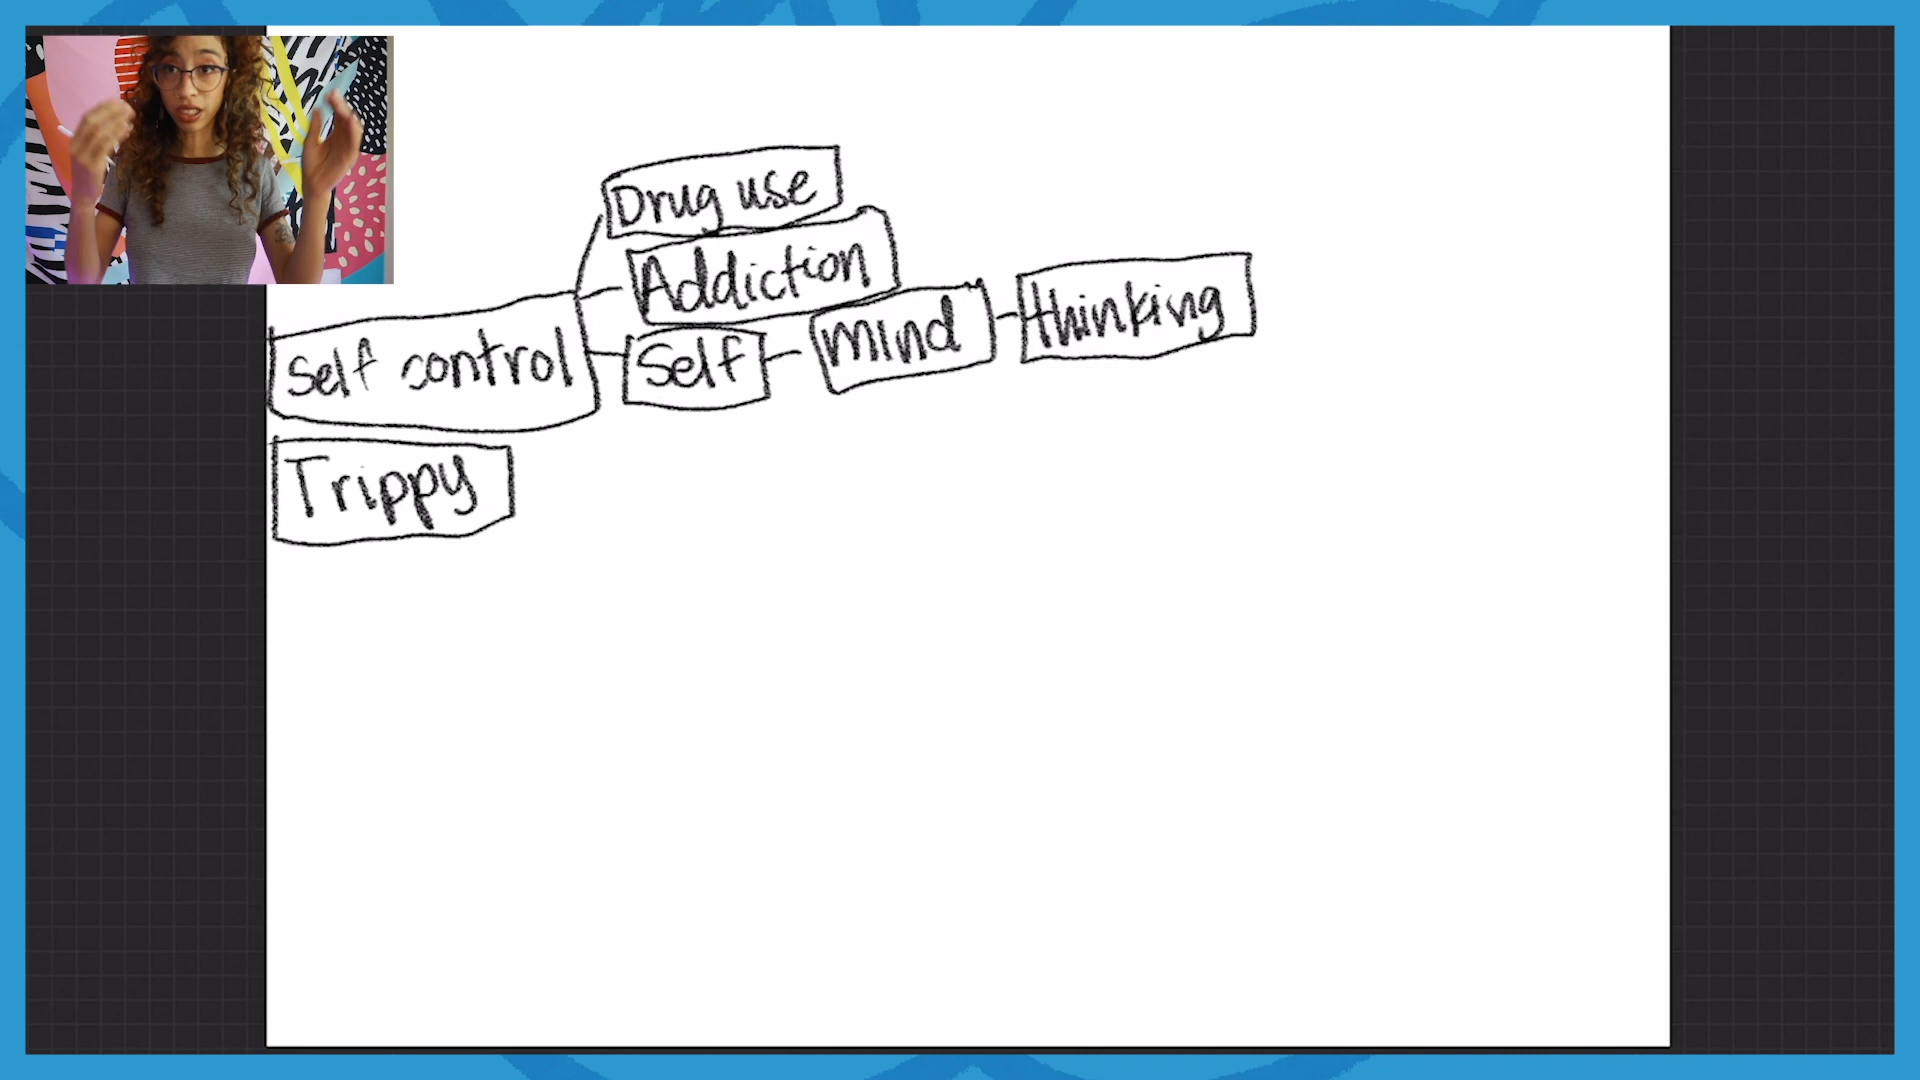 Drug use
Addiction
Self control
Self
mind
thinking
Trippy